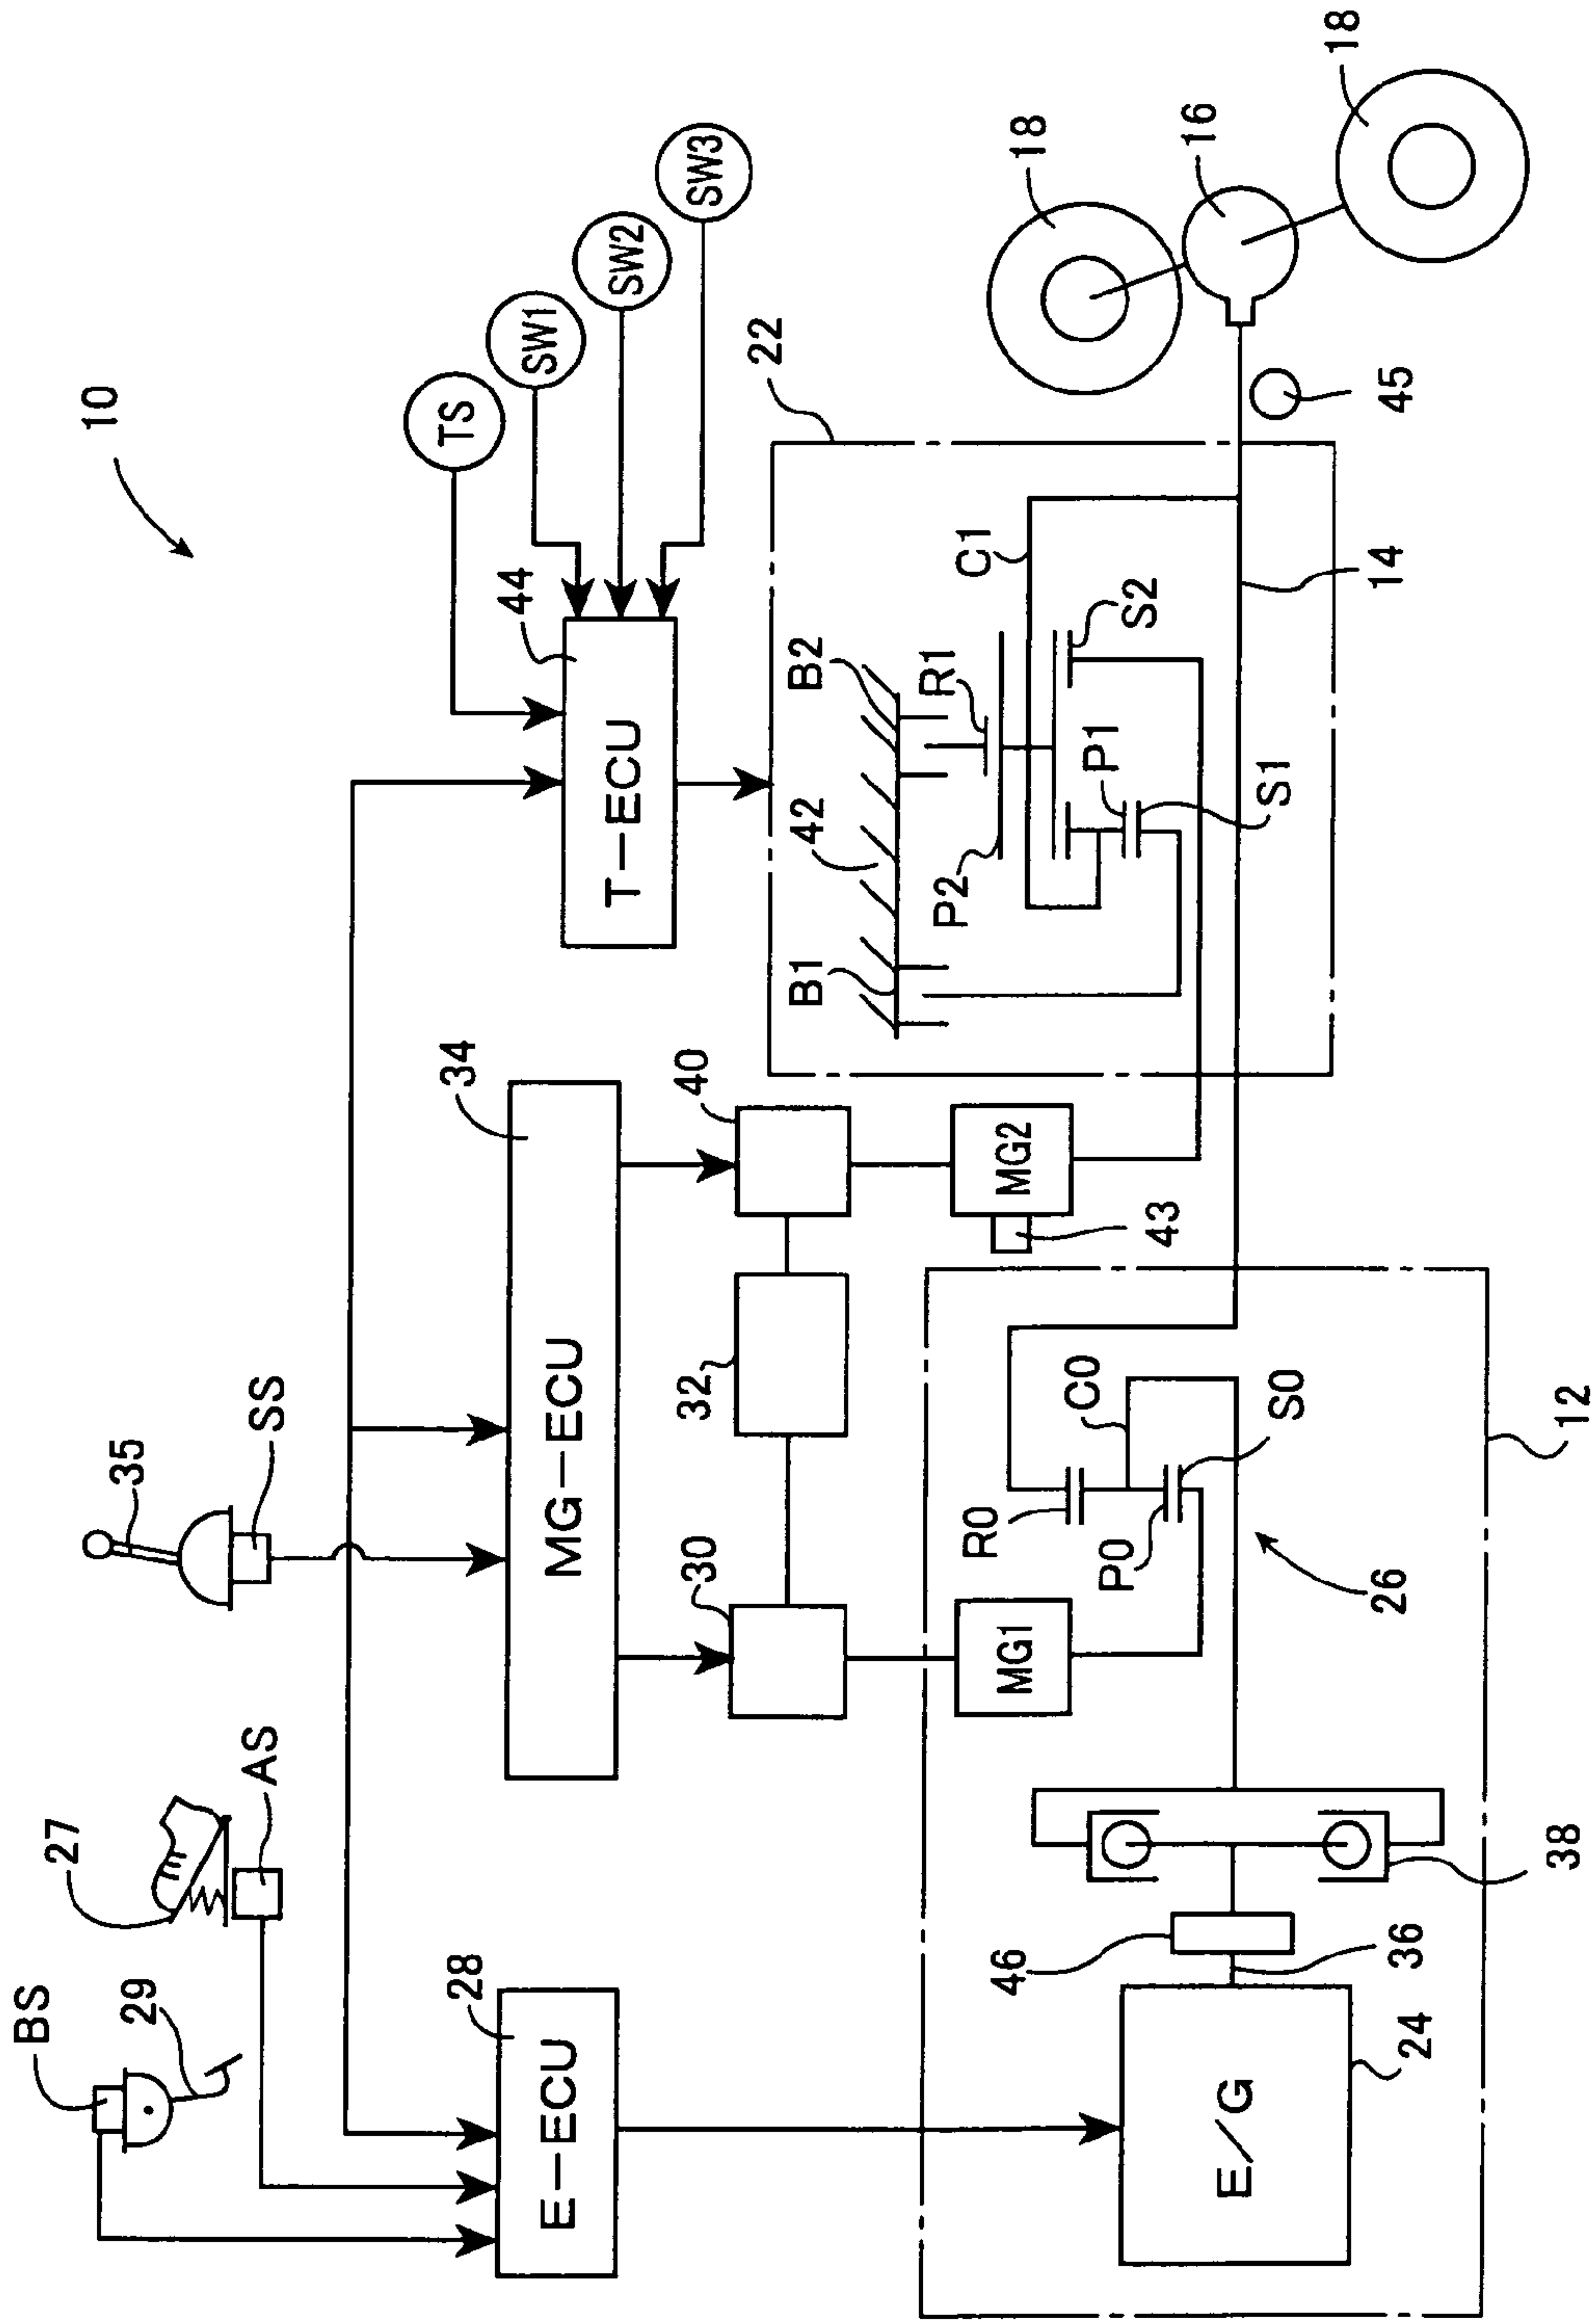 10
BS
29
27
AS
35
SS
E-ECU
28
MG-ECU
34
T-ECU
44
TS
SW1
SW2
SW3
30
32
40
22
MG1
MG2
43
B1
42
B2
P2
R1
C1
P1
S2
S1
14
45
18
16
18
E/G
24
46
36
38
R0
C0
P0
S0
26
12